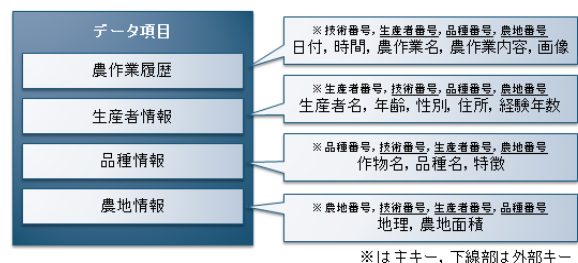 データ項目
農作業履歴
生産者情報
品種情報
農地情報
※技術番号, 生産者番号, 品種番号, 農地番号
日付, 時間, 農作業名, 農作業内容, 画像
※生産者番号, 技術番号, 品種番号, 農地番号
生産者名, 年齢, 性別, 住所, 経験年数
※品種番号, 技術番号, 生産者番号, 農地番号
作物名, 品種名, 特徴
※農地番号, 技術番号, 生産者番号, 品種番号
地理, 農地面積
※は主キー, 下線部は外部キー